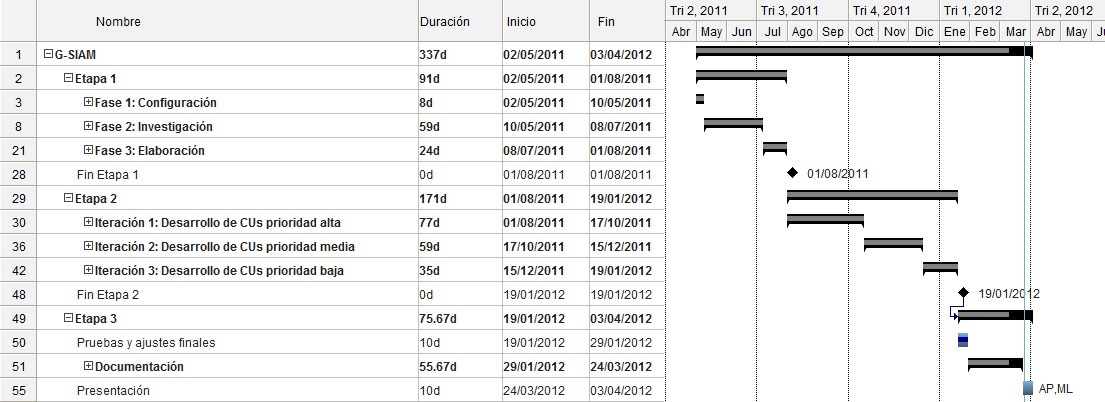 Nombre Duración Inicio Fin Tri 2, 2011 Tri 3, 2011 Tri 4, 2011 Tri 1, 2012 Tri 2, 2012
Abr May Jun Jul Ago Sep Oct Nov Dic Ene Feb Mar Abr May
1 G-SIAM 337d 02/05/2011 03/04/2012
2 Etapa 1 91d 02/05/2011 01/08/2011
3 Fase 1: Configuración 8d 02/05/2011 10/05/2011
8 Fase 2: Investigación 59d 10/05/2011 08/07/2011
21 Fase 3: Elaboración 24d 08/07/2011 01/08/2011
28 Fin Etapa 1 0d 01/08/2011 01/08/2011 01/08/2011
29 Etapa 2 171d 01/08/2011 19/01/2012
30 Iteración 1: Desarrollo de CUs prioridad alta 77d 01/08/2011 17/10/2011
36 Iteración 2: Desarrollo de CUs prioridad media 59d 17/10/2011 15/12/2011
42 Iteración 3: Desarrollo de CUs prioridad baja 35d 15/12/2011 19/01/2012
48 Fin Etapa 2 0d 19/01/2012 19/01/2012 19/01/2012
49 Etapa 3 75.67d 19/01/2012 03/04/2012
50 Pruebas y ajustes finales 10d 19/01/2012 29/01/2012
51 Documentación 55.67d 29/01/2012 24/03/2012
55 Presentación 10d 24/03/2012 03/04/2012 AP,ML